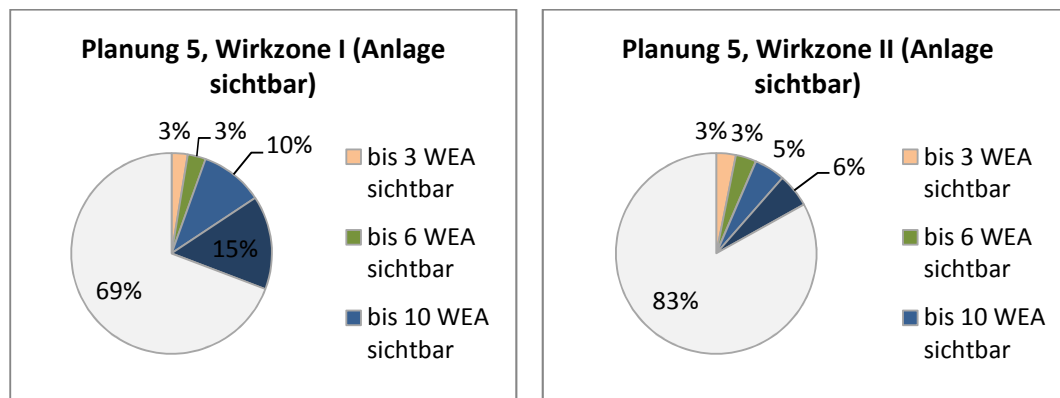 Planung 5, Wirkzone I (Anlage
sichtbar)
3%
3%
10%
15%
69%
bis 3 WEA
sichtbar
bis 6 WEA
sichtbar
bis 10 WEA
sichtbar
Planung 5, Wirkzone II (Anlage
sichtbar)
3%
3%
5%
6%
83%
bis 3 WEA
sichtbar
bis 6 WEA
sichtbar
bis 10 WEA
sichtbar